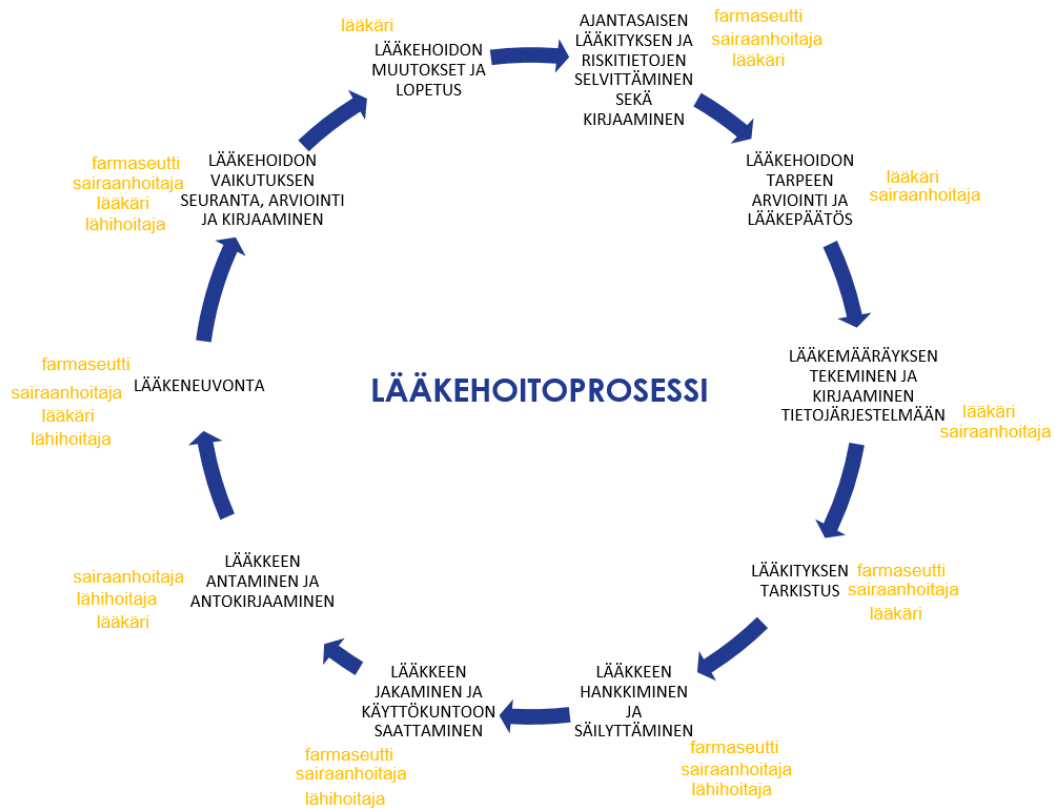 lääkäri
LÄÄKEHOIDON
MUUTOKSET JA
LOPETUS
AJANTASAISEN
LÄÄKITYKSEN JA
RISKITIETOJEN
SELVITTÄMINEN
SEKÄ
KIRJAAMINEN
farmaseutti
sairaanhoitaja
lääkäri
LÄÄKEHOIDON
TARPEEN
ARVIOINTI JA
LÄÄKEPÄÄTÖS
lääkäri
sairaanhoitaja
LÄÄKEMÄÄRÄYKSEN
TEKEMINEN JA
KIRJAAMINEN
TIETOJÄRJESTELMÄÄN
lääkäri
sairaanhoitaja
LÄÄKITYKSEN
TARKISTUS
farmaseutti
sairaanhoitaja
lääkäri
LÄÄKKEEN
HANKKIMINEN
JA
SÄILYTTÄMINEN
farmaseutti
sairaanhoitaja
lähihoitaja
LÄÄKKEEN
JAKAMINEN JA
KÄYTTÖKUNTOON
SAATTAMINEN
farmaseutti
sairaanhoitaja
lähihoitaja
LÄÄKKEEN
ANTAMINEN JA
ANTOKIRJAAMINEN
sairaanhoitaja
lähihoitaja
lääkäri
LÄÄKENEUVONTA
farmaseutti
sairaanhoitaja
lääkäri
lähihoitaja
LÄÄKEHOIDON
VAIKUTUKSEN
SEURANTA, ARVIOINTI
JA KIRJAAMINEN
farmaseutti
sairaanhoitaja
lääkäri
lähihoitaja
LÄÄKEHOITOPROSESSI